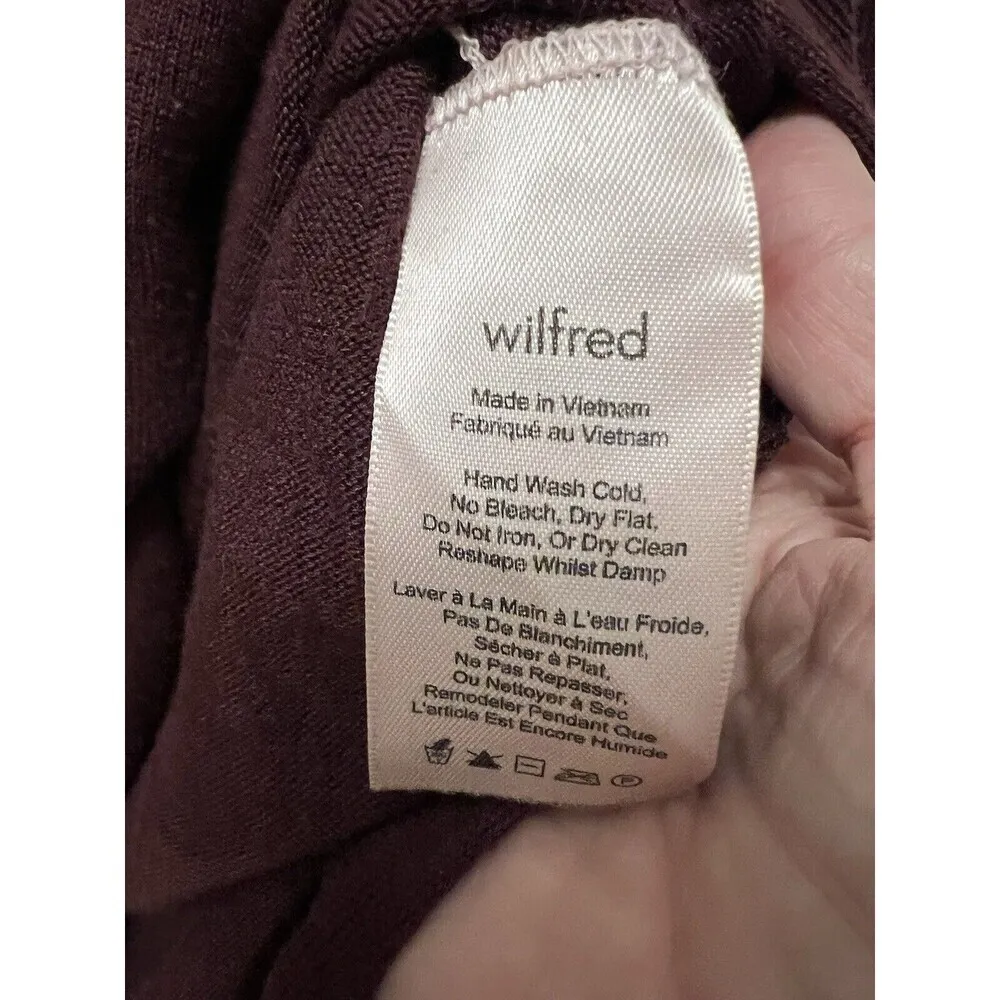 wilfred
Made in Vietnam
Fabriqué au Vietnam
Hand Wash Cold,
No Bleach, Dry Flat,
Do Not Iron, Or Dry Clean
Reshape Whilst Damp
Laver à La Main à L'eau Froide,
Pas De Blanchiment,
Sécher à Plat,
Ne Pas Repasser,
Ou Nettoyer à Sec
Remodeler Pendant Que
L'article Est Encore Humide
P